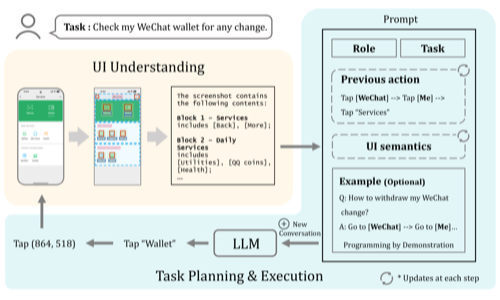 Task : Check my WeChat wallet for any change.
UI Understanding
The screenshot contains
the following contents:
Block 1 - Services
includes [Back], [More];
Block 2 - Daily
Services
includes
[Utilities], [QQ coins],
[Health];
...
Prompt
Role
Task
Previous action
Tap [WeChat] --> Tap [Me] -->
Tap "Services"
UI semantics
Example (Optional)
Q: How to withdraw my WeChat
change?
A: Go to [WeChat] --> Go to [Me]...
Programming by Demonstration
New
Conversation
LLM
Tap "Wallet"
Tap (864, 518)
Task Planning & Execution
* Updates at each step